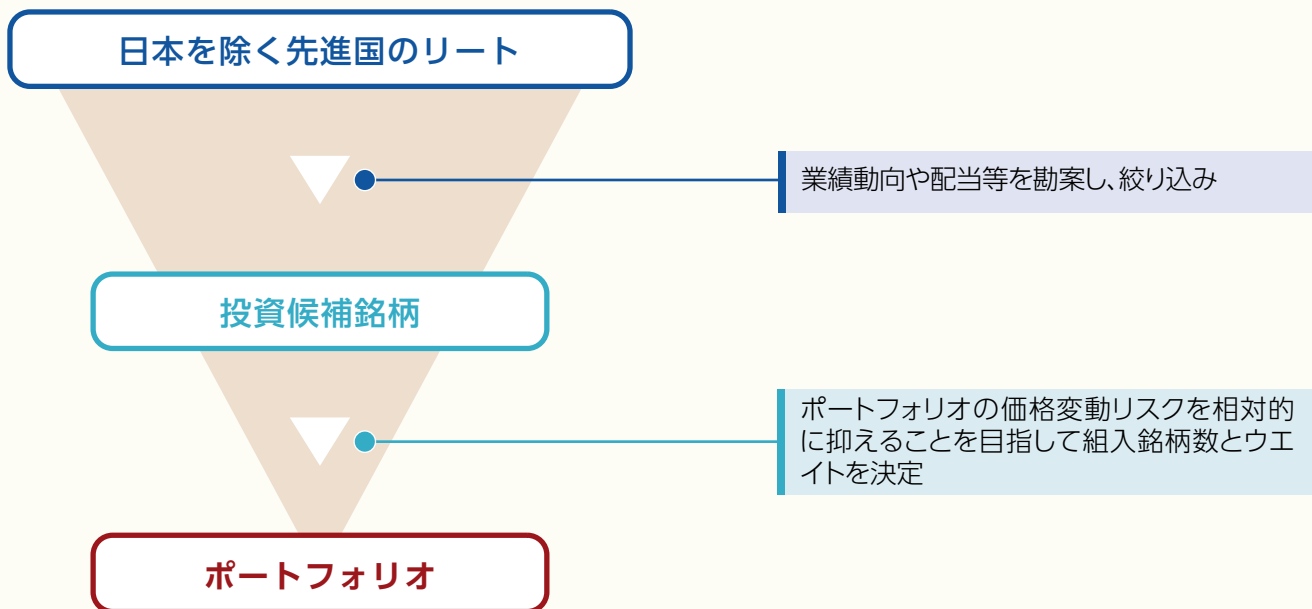 日本を除く先進国のリート
業績動向や配当等を勘案し、絞り込み
投資候補銘柄
ポートフォリオの価格変動リスクを相対的
に抑えることを目指して組入銘柄数とウエ
イトを決定
ポートフォリオ